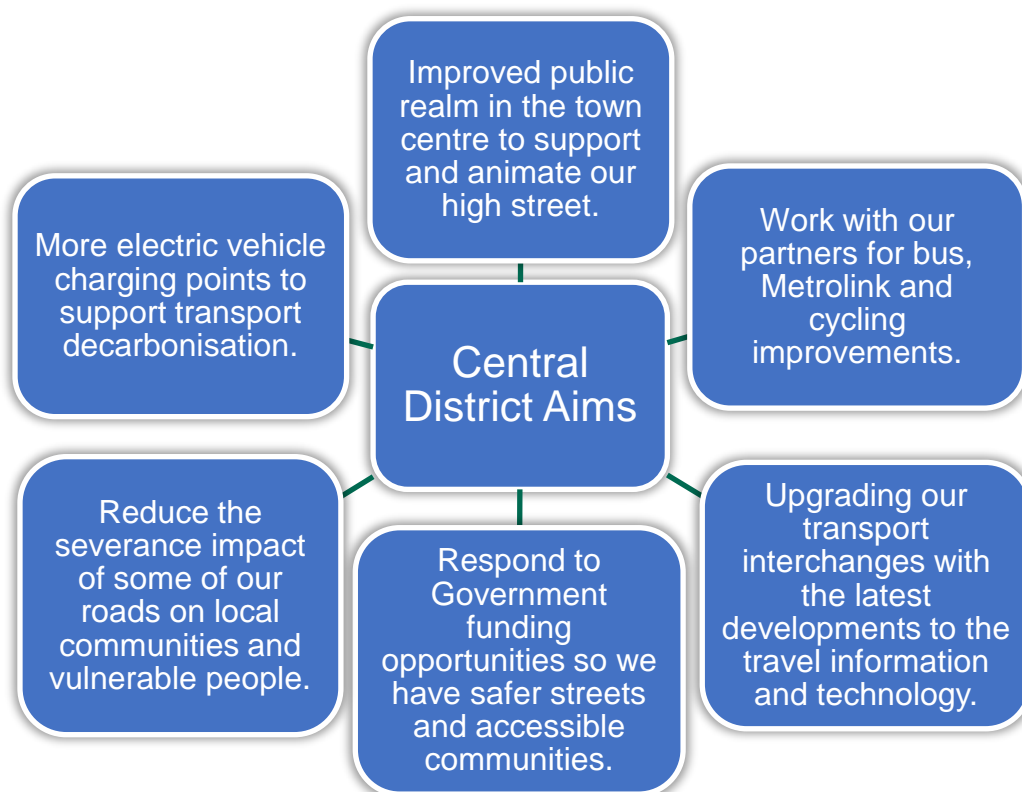 Improved public
realm in the town
centre to support
and animate our
high street.
Work with our
partners for bus,
Metrolink and
cycling
improvements.
Upgrading our
transport
interchanges with
the latest
developments to the
travel information
and technology.
Respond to
Government
funding
opportunities so we
have safer streets
and accessible
communities.
Reduce the
severance impact
of some of our
roads on local
communities and
vulnerable people.
More electric vehicle
charging points to
support transport
decarbonisation.
Central
District Aims